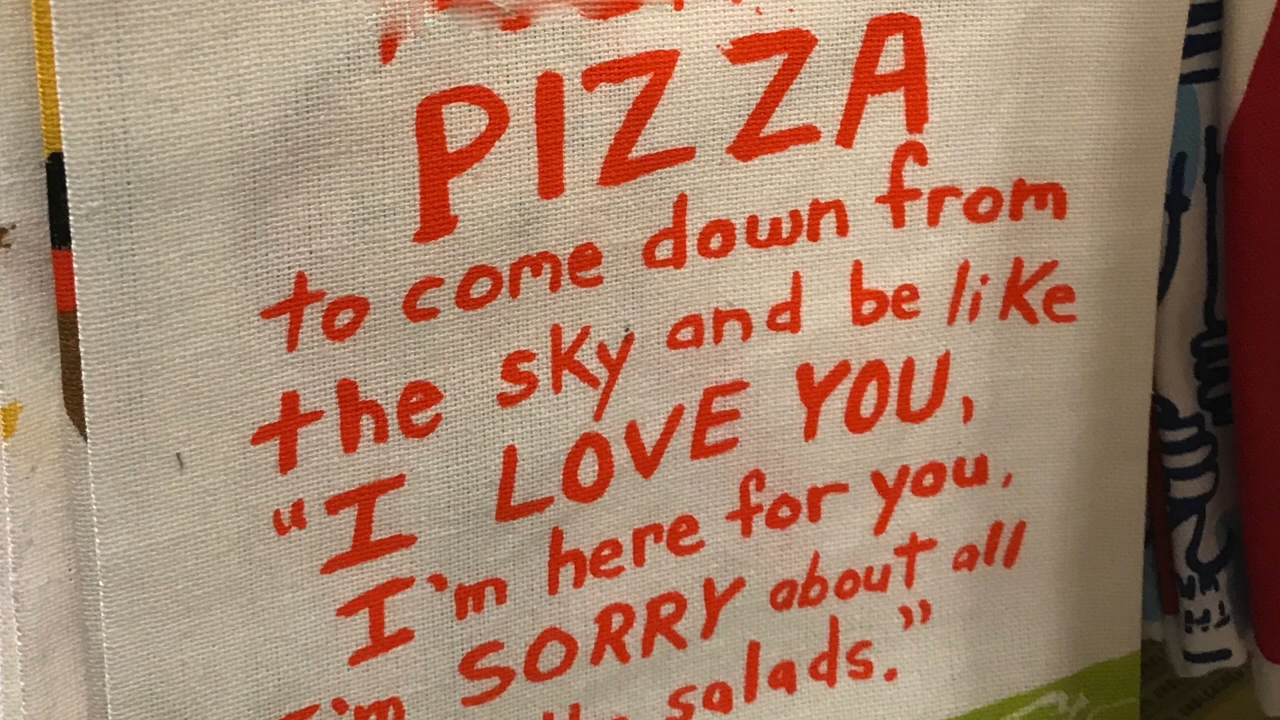 PIZZA
to come down from
the sky and be like
"I LOVE YOU,
I'm here for you.
I'm SORRY about all
salads."